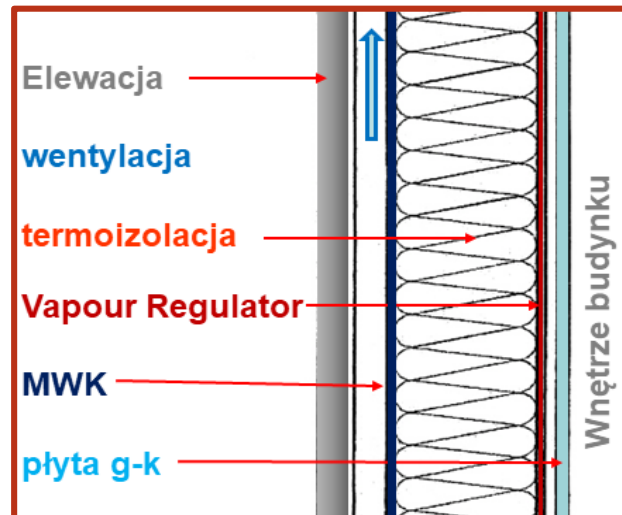 Elewacja
wentylacja
termoizolacja
Vapour Regulator
MWK
płyta g-k
Wnętrze budynku